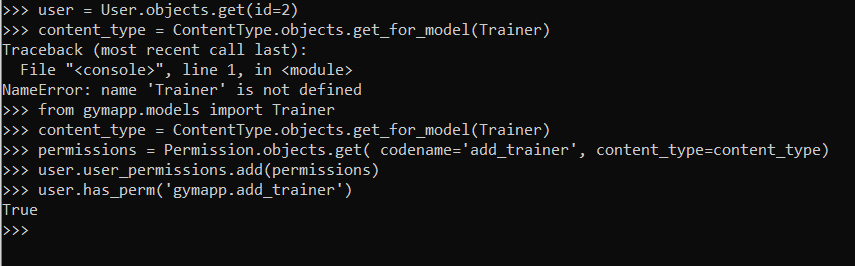 >>> user = User.objects.get(id=2)
>>> content_type = ContentType.objects.get_for_model(Trainer)
Traceback (most recent call last):
  File "<console>", line 1, in <module>
NameError: name 'Trainer' is not defined
>>> from gymapp.models import Trainer
>>> content_type = ContentType.objects.get_for_model(Trainer)
>>> permissions = Permission.objects.get( codename='add_trainer', content_type=content_type)
>>> user.user_permissions.add(permissions)
>>> user.has_perm('gymapp.add_trainer')
True
>>>